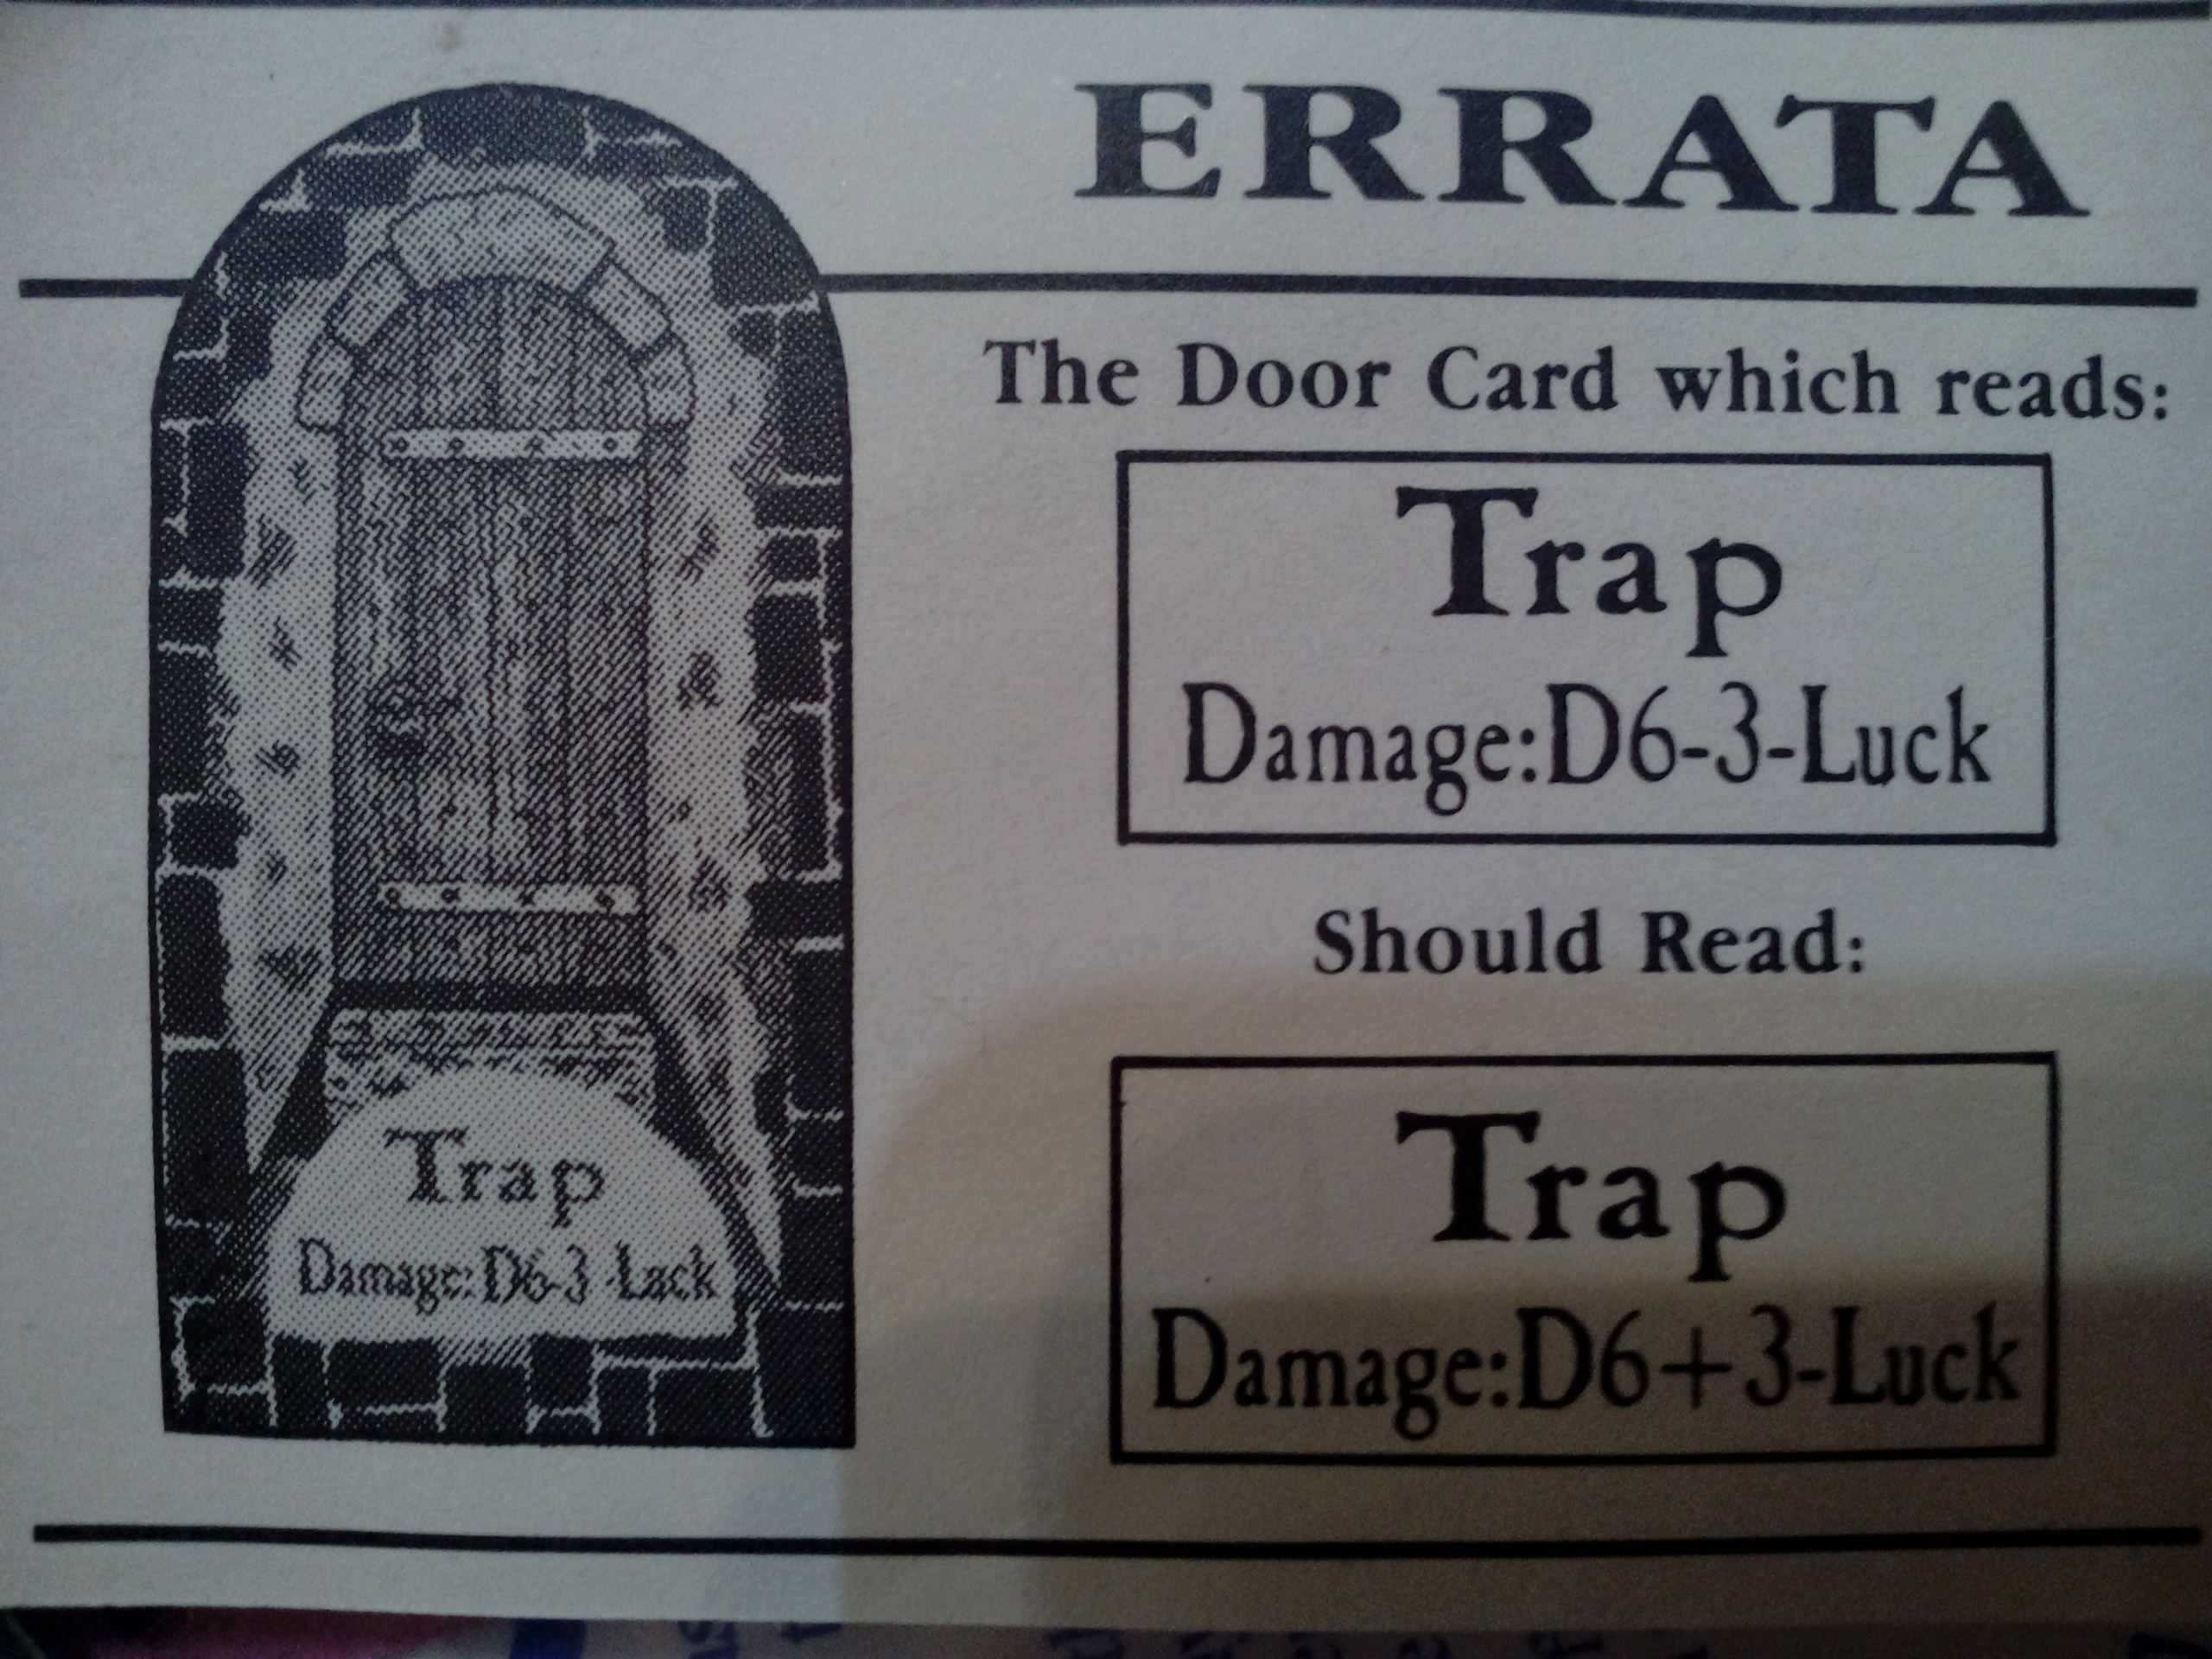 ERRATA
The Door Card which reads:
Trap
Damage:D6-3-Luck
Should Read:
Trap
Damage:D6+3-Luck
Trap
Damage:D6-3-Luck